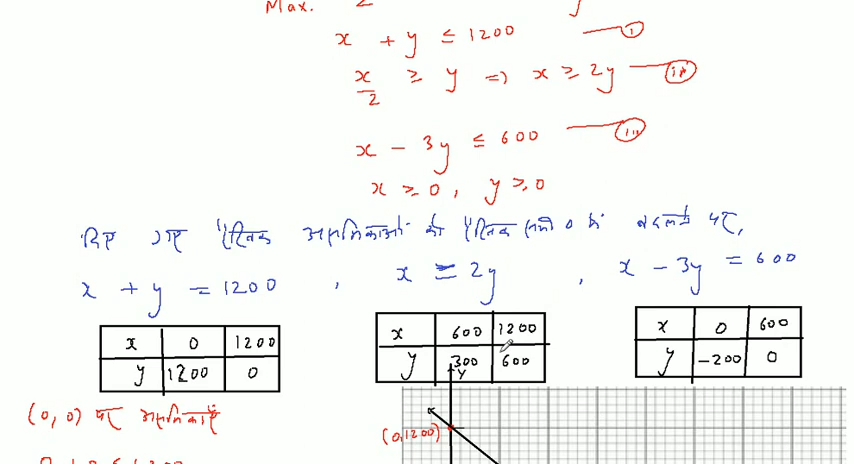 Max. Z
x + y ≤ 1200 — (i)
x/2 ≥ y ⇒ x ≥ 2y — (ii)
x - 3y ≤ 600 — (iii)
x ≥ 0, y ≥ 0
दिए गए रैखिक असमिकाओं को रैखिक समी० में बदलने पर,
x + y = 1200 , x = 2y , x - 3y = 600
x 0 1200
y 1200 0
x 600 1200
y 300 600
x 0 600
y -200 0
(0, 0) पर असमिकाएँ
Y
(0,1200)